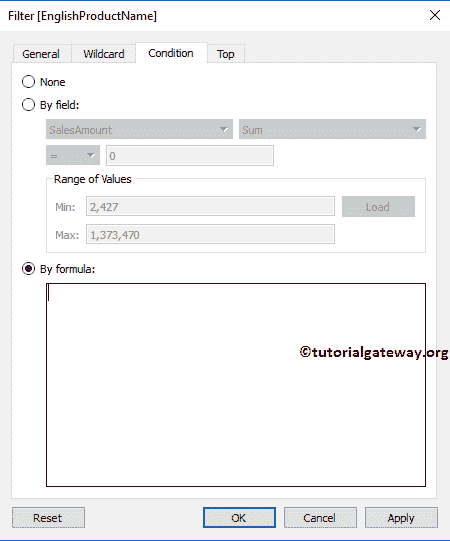 Filter [EnglishProductName]
General Wildcard Condition Top
None
By field:
SalesAmount Sum
= 0
Range of Values
Min: 2,427 Load
Max: 1,373,470
By formula:
©tutorialgateway.org
Reset OK Cancel Apply